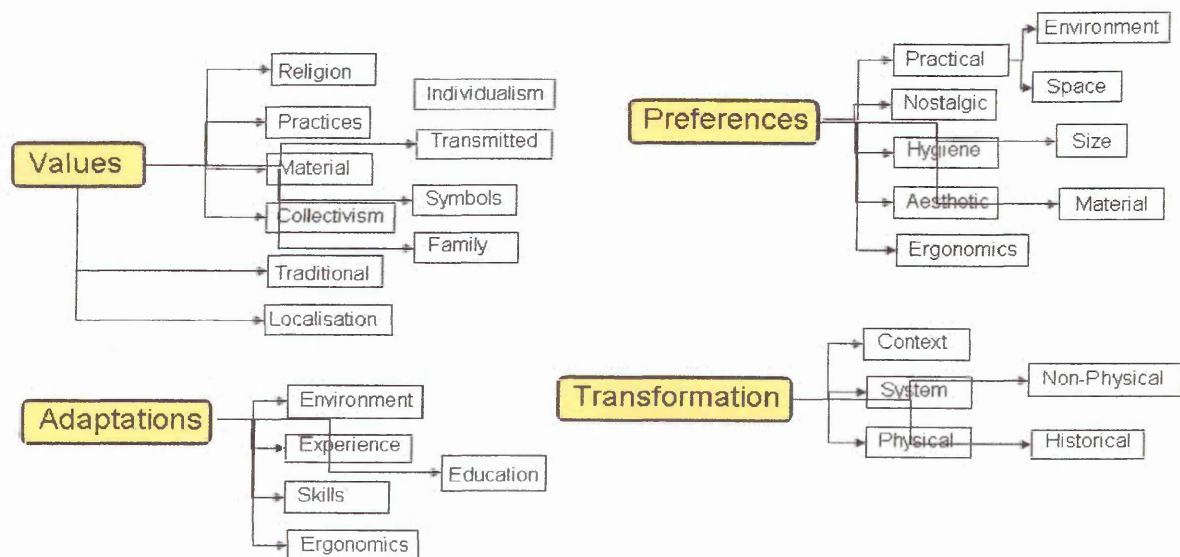 Values
Religion
Individualism
Practices
Transmitted
Material
Symbols
Collectivism
Family
Traditional
Localisation
Preferences
Practical
Environment
Space
Nostalgic
Size
Hygiene
Aesthetic
Material
Ergonomics
Adaptations
Environment
Experience
Education
Skills
Ergonomics
Transformation
Context
Non-Physical
System
Physical
Historical